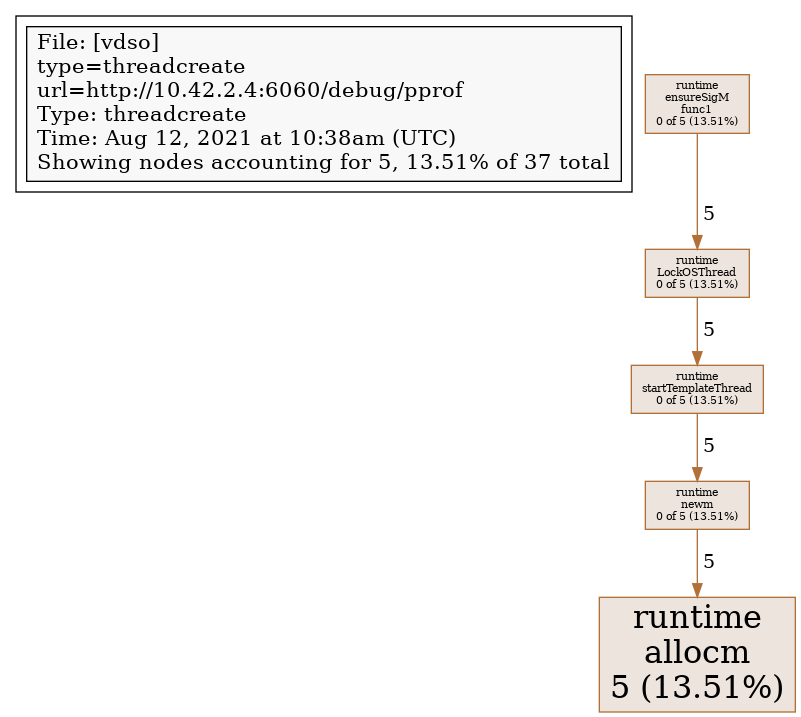 File: [vdso]
type=threadcreate
url=http://10.42.2.4:6060/debug/pprof
Type: threadcreate
Time: Aug 12, 2021 at 10:38am (UTC)
Showing nodes accounting for 5, 13.51% of 37 total
runtime
ensureSigM
func1
0 of 5 (13.51%)
5
runtime
LockOSThread
0 of 5 (13.51%)
5
runtime
startTemplateThread
0 of 5 (13.51%)
5
runtime
newm
0 of 5 (13.51%)
5
runtime
allocm
5 (13.51%)